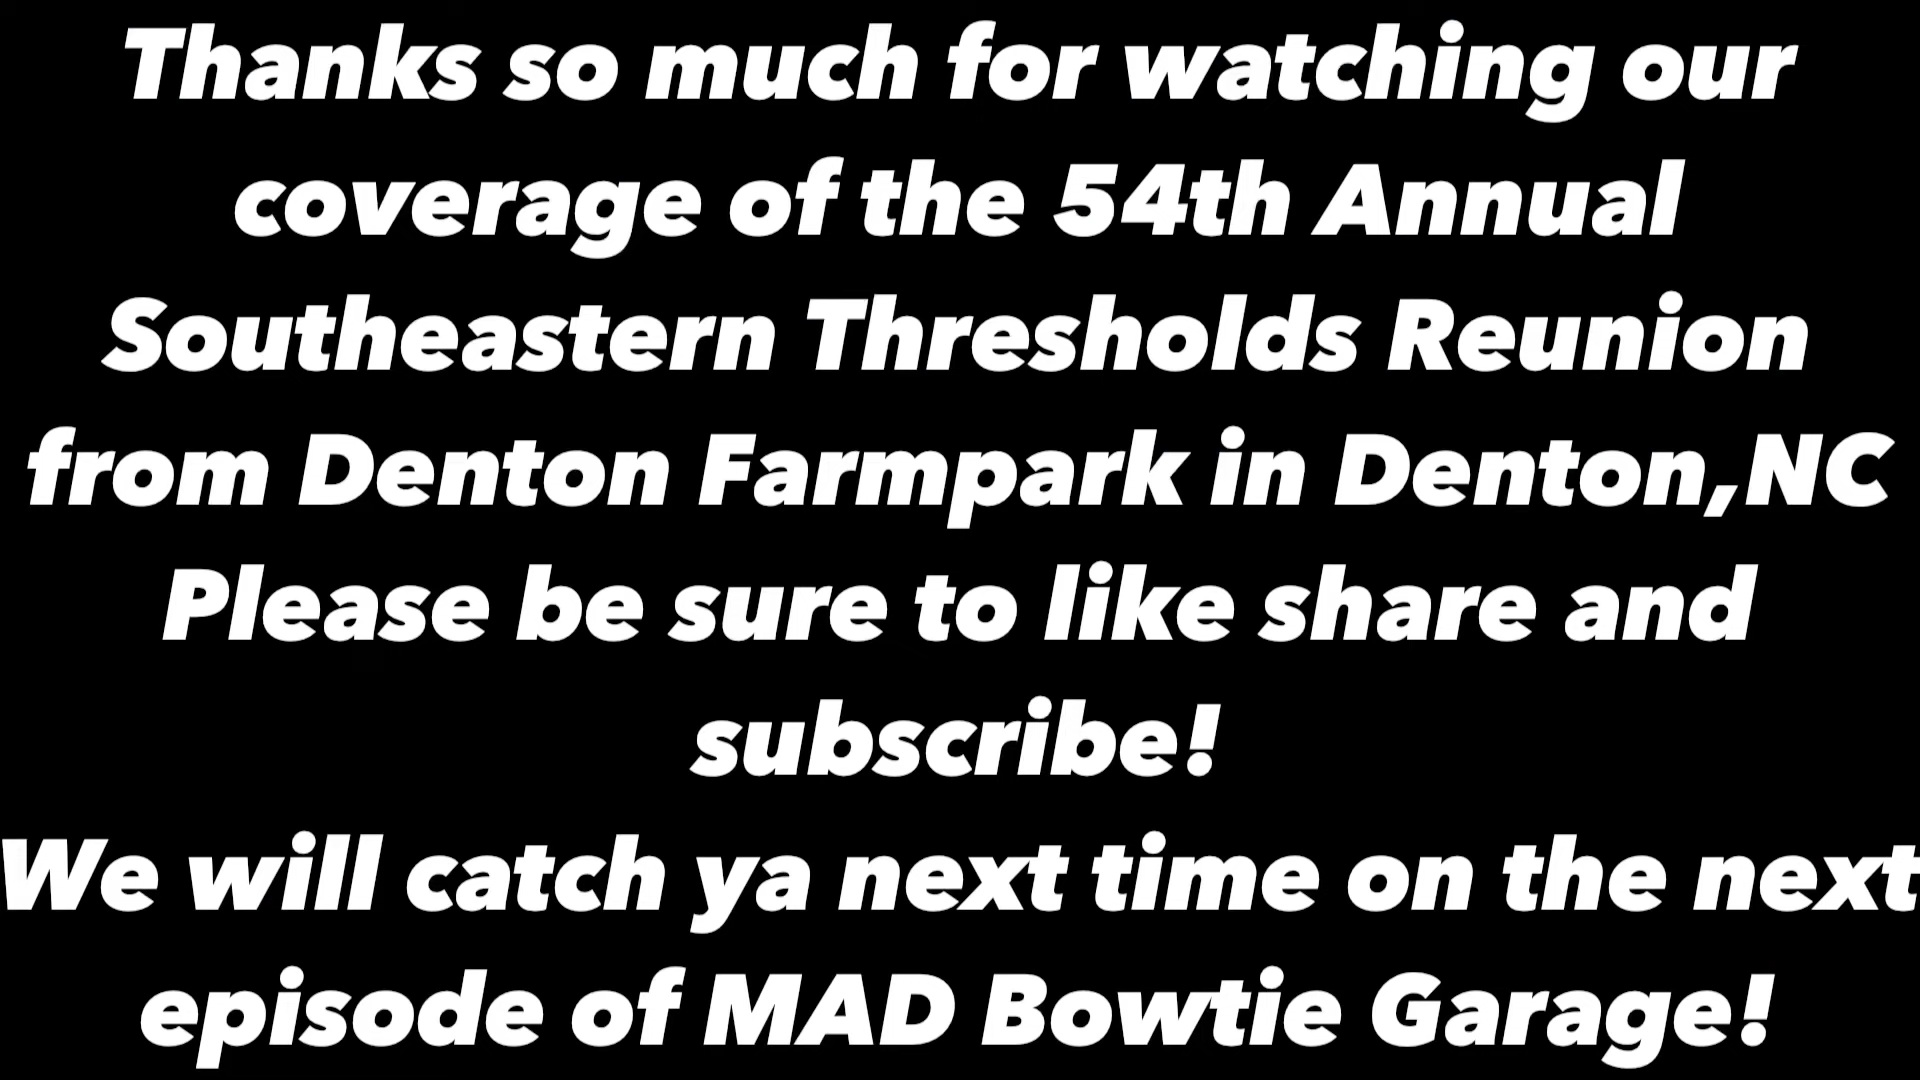 Thanks so much for watching our
coverage of the 54th Annual
Southeastern Thresholds Reunion
from Denton Farmpark in Denton,NC
Please be sure to like share and
subscribe!
We will catch ya next time on the next
episode of MAD Bowtie Garage!